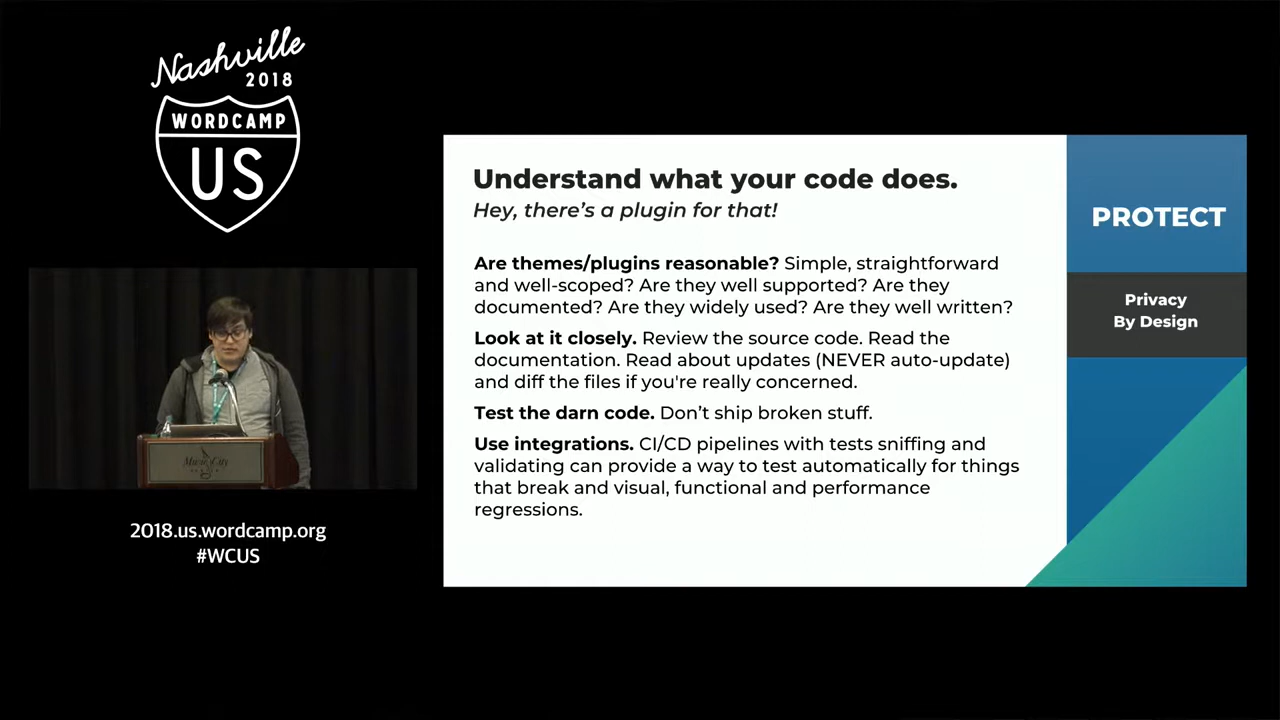 Nashville
2018
WORDCAMP
US
2018.us.wordcamp.org
#WCUS
Understand what your code does.
Hey, there's a plugin for that!
Are themes/plugins reasonable? Simple, straightforward
and well-scoped? Are they well supported? Are they
documented? Are they widely used? Are they well written?
Look at it closely. Review the source code. Read the
documentation. Read about updates (NEVER auto-update)
and diff the files if you're really concerned.
Test the darn code. Don't ship broken stuff.
Use integrations. CI/CD pipelines with tests sniffing and
validating can provide a way to test automatically for things
that break and visual, functional and performance
regressions.
PROTECT
Privacy
By Design
Music City